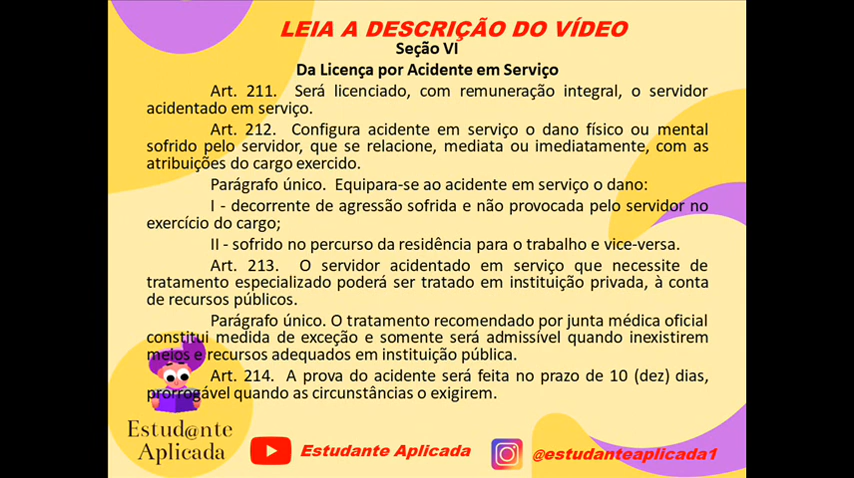 LEIA A DESCRIÇÃO DO VÍDEO
Seção VI
Da Licença por Acidente em Serviço
Art. 211. Será licenciado, com remuneração integral, o servidor
acidentado em serviço.
Art. 212. Configura acidente em serviço o dano físico ou mental
sofrido pelo servidor, que se relacione, mediata ou imediatamente, com as
atribuições do cargo exercido.
Parágrafo único. Equipara-se ao acidente em serviço o dano:
I - decorrente de agressão sofrida e não provocada pelo servidor no
exercício do cargo;
II - sofrido no percurso da residência para o trabalho e vice-versa.
Art. 213. O servidor acidentado em serviço que necessite de
tratamento especializado poderá ser tratado em instituição privada, à conta
de recursos públicos.
Parágrafo único. O tratamento recomendado por junta médica oficial
constitui medida de exceção e somente será admissível quando inexistirem
meios e recursos adequados em instituição pública.
Art. 214. A prova do acidente será feita no prazo de 10 (dez) dias,
prorrogável quando as circunstâncias o exigirem.
Estud@nte
Aplicada
Estudante Aplicada
@estudanteaplicada1